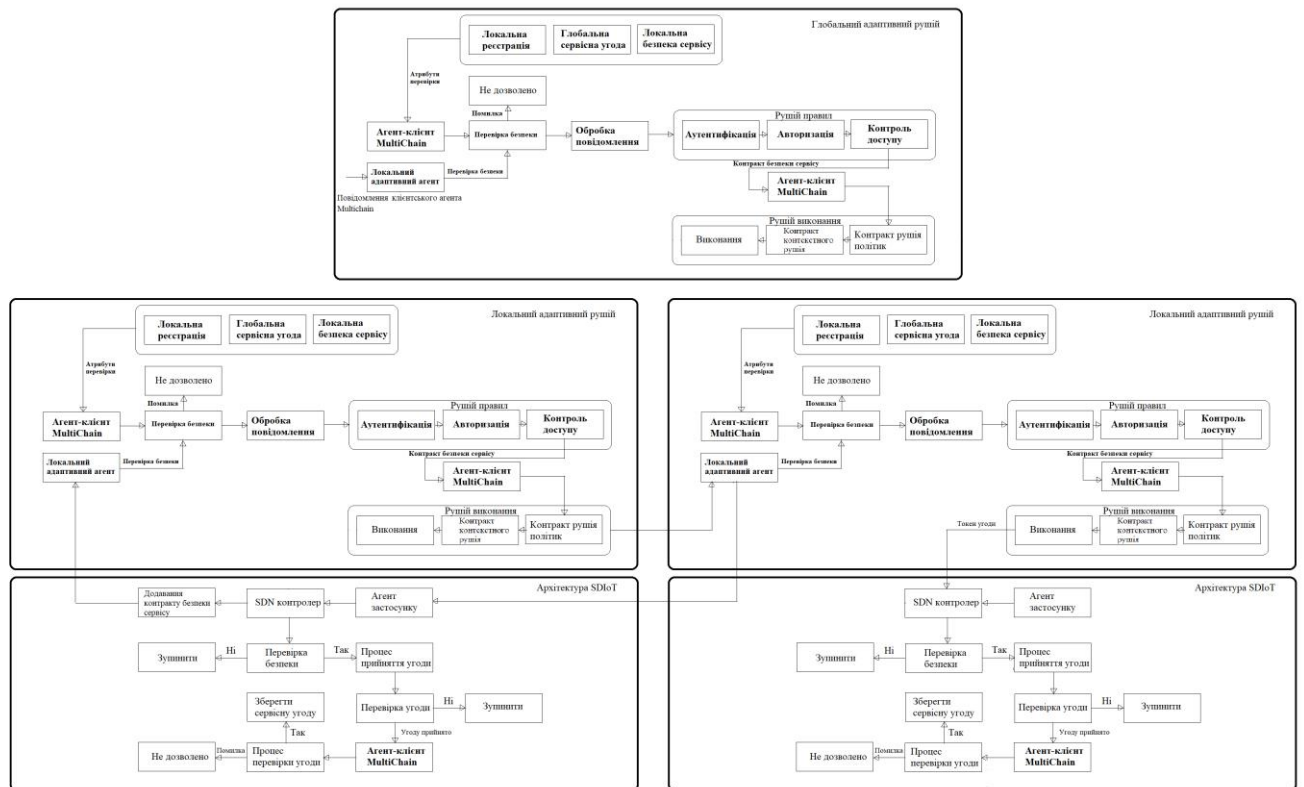 Глобальний адаптивний рушій
Локальна
реєстрація
Глобальна
сервісна угода
Локальна
безпека сервісу
Атрибути
перевірки
Не дозволено
Помилка
Агент-клієнт
MultiChain
Перевірка безпеки
Обробка
повідомлення
Рушій правил
Аутентифікація
Авторизація
Контроль
доступу
Контракт безпеки сервісу
Локальний
адаптивний агент
Перевірка безпеки
Повідомлення клієнтського агента
Multichain
Агент-клієнт
MultiChain
Рушій виконання
Виконання
Контракт
контекстного
рушія
Контракт рушія
політик
Локальний адаптивний рушій
Локальна
реєстрація
Глобальна
сервісна угода
Локальна
безпека сервісу
Атрибути
перевірки
Не дозволено
Помилка
Агент-клієнт
MultiChain
Перевірка безпеки
Обробка
повідомлення
Рушій правил
Аутентифікація
Авторизація
Контроль
доступу
Контракт безпеки сервісу
Локальний
адаптивний агент
Перевірка безпеки
Агент-клієнт
MultiChain
Рушій виконання
Виконання
Контракт
контекстного
рушія
Контракт рушія
політик
Локальний адаптивний рушій
Локальна
реєстрація
Глобальна
сервісна угода
Локальна
безпека сервісу
Атрибути
перевірки
Не дозволено
Помилка
Агент-клієнт
MultiChain
Перевірка безпеки
Обробка
повідомлення
Рушій правил
Аутентифікація
Авторизація
Контроль
доступу
Контракт безпеки сервісу
Локальний
адаптивний агент
Перевірка безпеки
Агент-клієнт
MultiChain
Рушій виконання
Токен угоди
Виконання
Контракт
контекстного
рушія
Контракт рушія
політик
Архітектура SDIoT
Додавання
контракту безпеки
сервісу
SDN контролер
Агент
застосунку
Зупинити
Ні
Перевірка
безпеки
Так
Процес
прийняття угоди
Зберегти
сервісну угоду
Перевірка угоди
Ні
Зупинити
Так
Угоду прийнято
Не дозволено
Помилка
Процес
перевірки угоди
Агент-клієнт
MultiChain
Архітектура SDIoT
SDN контролер
Агент
застосунку
Зупинити
Ні
Перевірка
безпеки
Так
Процес
прийняття угоди
Зберегти
сервісну угоду
Перевірка угоди
Ні
Зупинити
Так
Угоду прийнято
Не дозволено
Помилка
Процес
перевірки угоди
Агент-клієнт
MultiChain